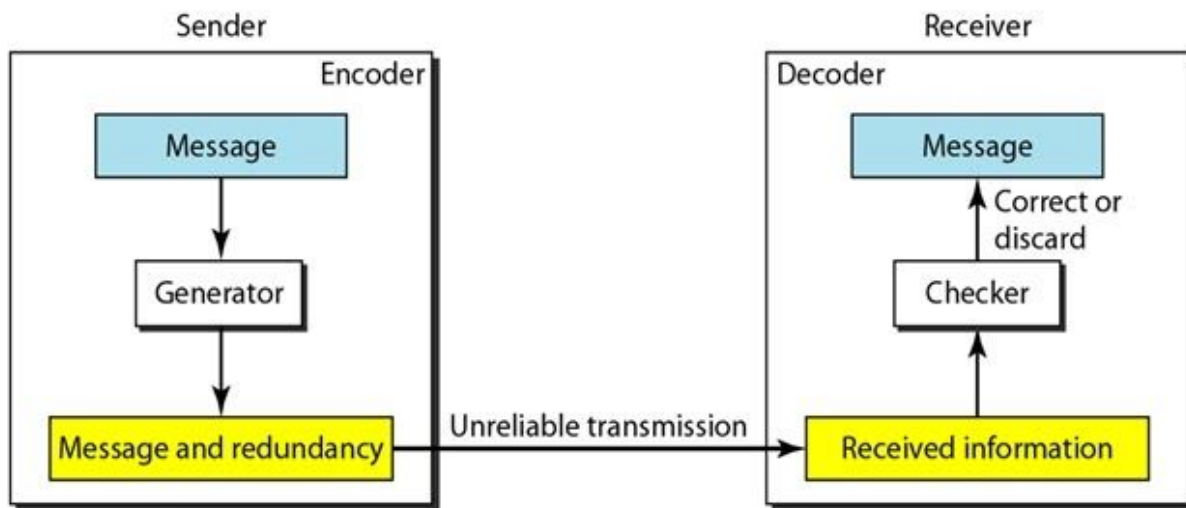 Sender
Encoder
Message
Generator
Message and redundancy
Unreliable transmission
Receiver
Decoder
Message
Correct or
discard
Checker
Received information